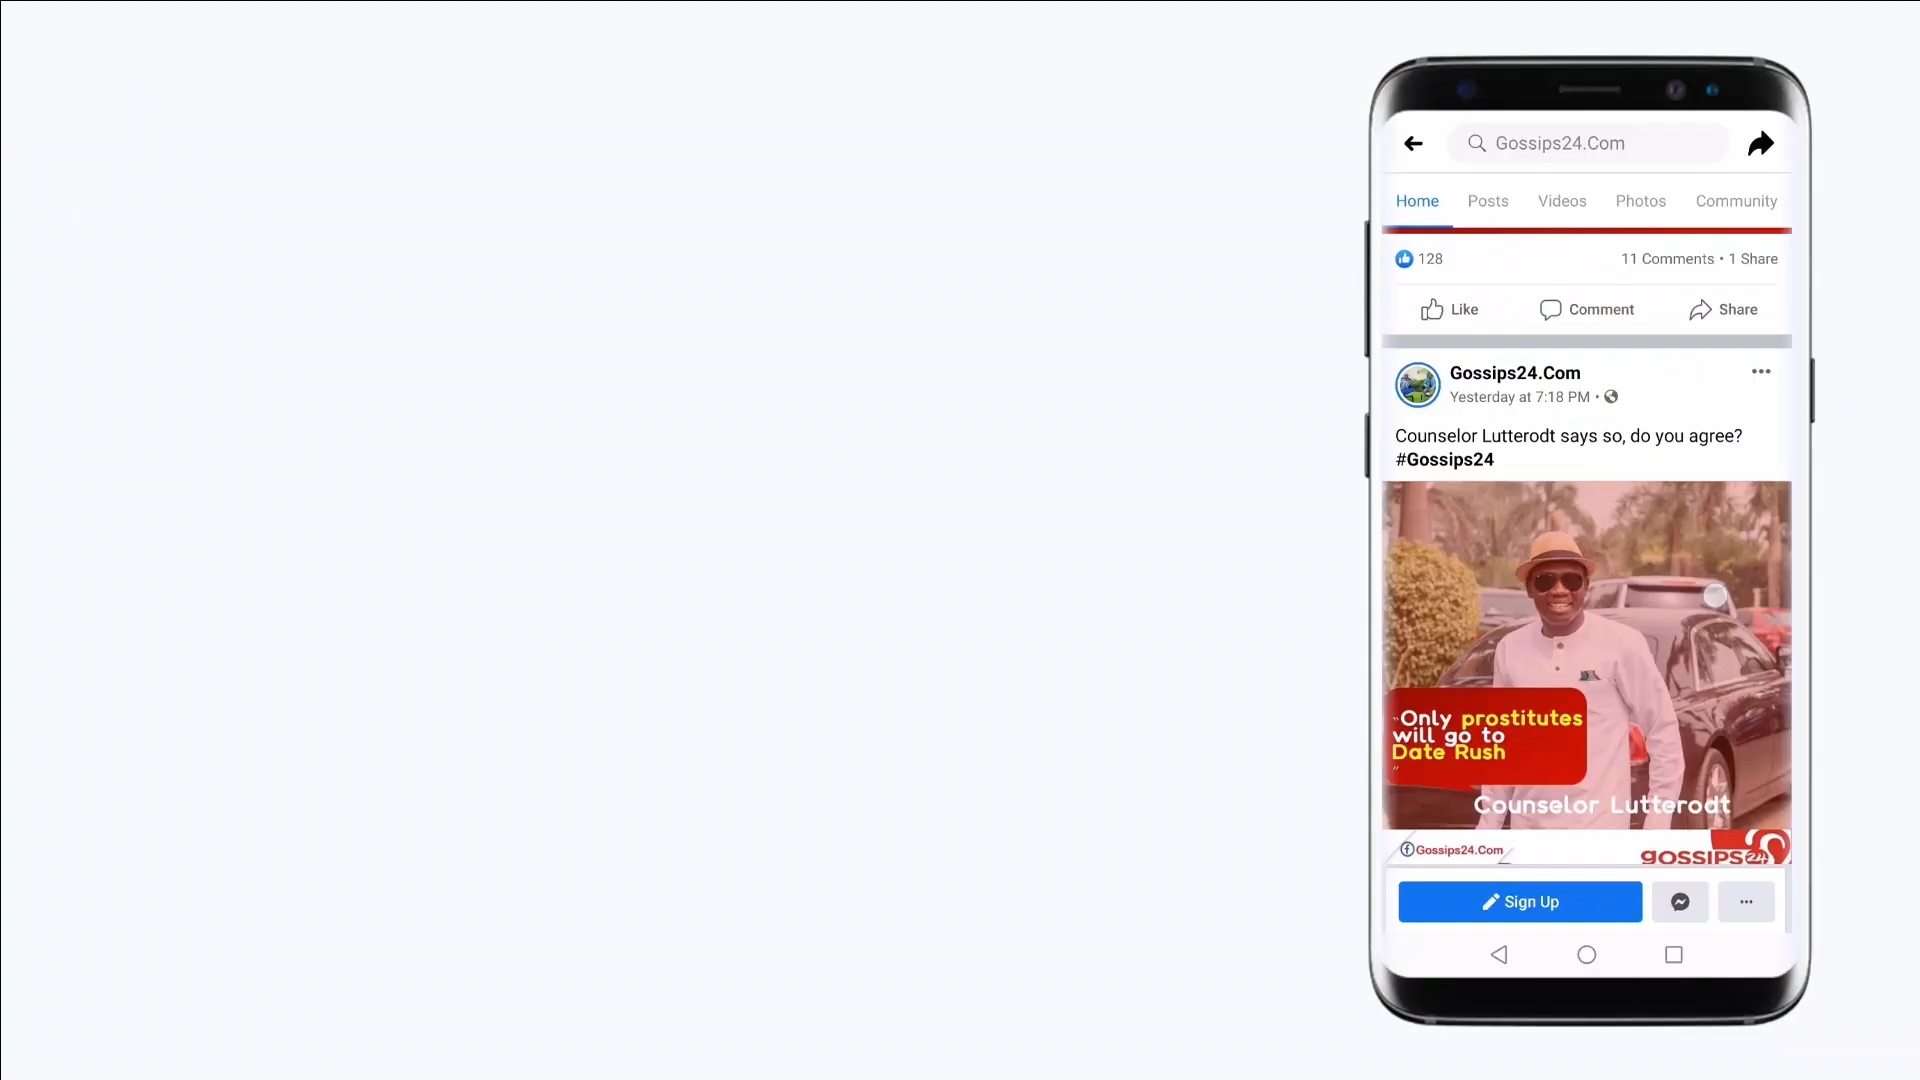 Gossips24.Com
Home Posts Videos Photos Community
128 11 Comments • 1 Share
Like Comment Share
Gossips24.Com
Yesterday at 7:18 PM •
Counselor Lutterodt says so, do you agree?
#Gossips24
"Only prostitutes
will go to
Date Rush
"
Counselor Lutterodt
Gossips24.Com
gossips24
Sign Up